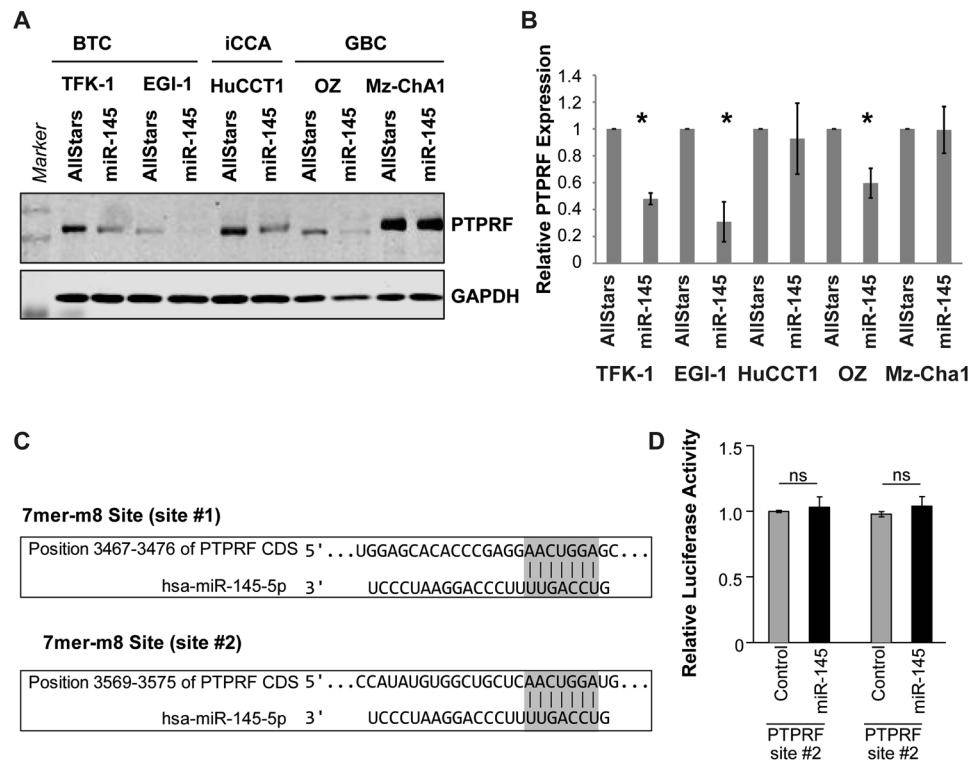 A
BTC iCCA GBC
TFK-1 EGI-1 HuCCT1 OZ Mz-ChA1
Marker AllStars miR-145 AllStars miR-145 AllStars miR-145 AllStars miR-145 AllStars miR-145
PTPRF
GAPDH
B
Relative PTPRF Expression
1.4
1.2
1
0.8
0.6
0.4
0.2
0
* * *
AllStars miR-145 AllStars miR-145 AllStars miR-145 AllStars miR-145 AllStars miR-145
TFK-1 EGI-1 HuCCT1 OZ Mz-Cha1
C
7mer-m8 Site (site #1)
Position 3467-3476 of PTPRF CDS 5'...UGGAGCACACCCGAGGAACUGGAGC...
hsa-miR-145-5p 3' UCCCUAAGGACCCUUUUGACCUG
7mer-m8 Site (site #2)
Position 3569-3575 of PTPRF CDS 5'...CCAUAUGUGGCUGCUCAACUGGAUG...
hsa-miR-145-5p 3' UCCCUAAGGACCCUUUUGACCUG
D
Relative Luciferase Activity
1.5
1.0
0.5
0
ns ns
Control miR-145 Control miR-145
PTPRF PTPRF
site #2 site #2